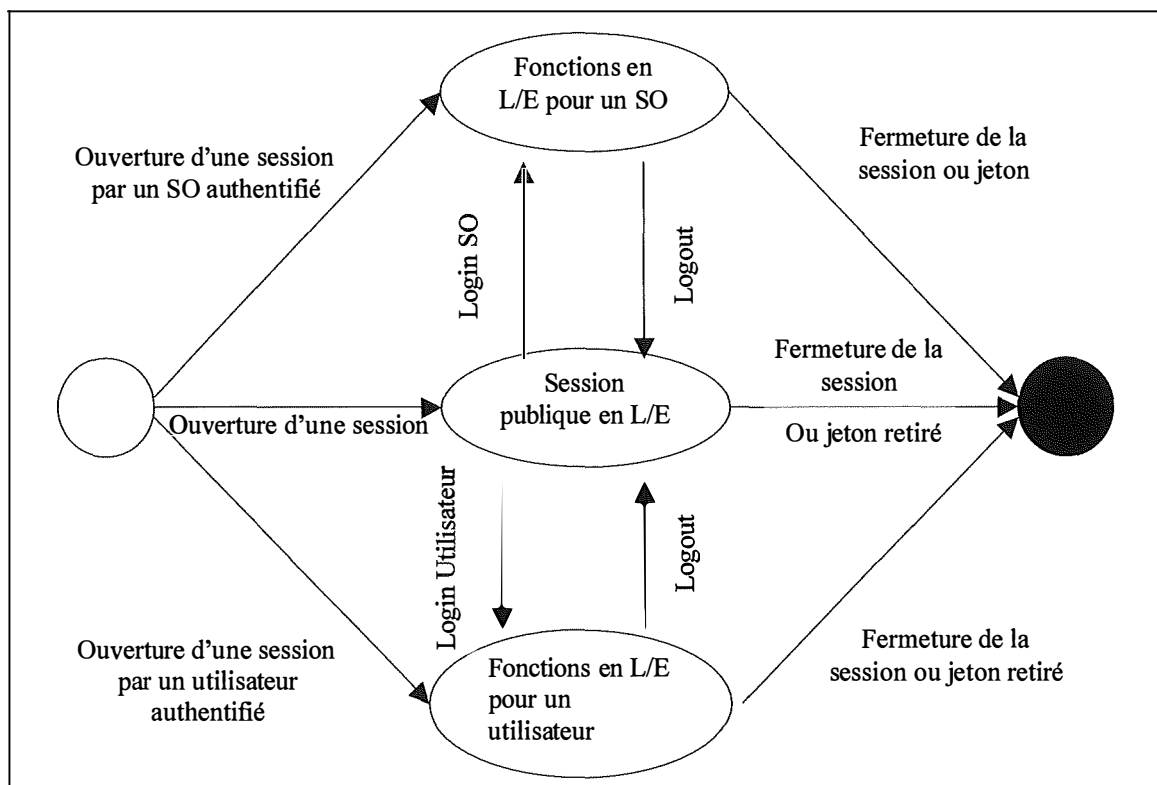 Fonctions en
L/E pour un SO
Ouverture d'une session
par un SO authentifié
Fermeture de la
session ou jeton
Login SO
Logout
Ouverture d'une session
Session
publique en L/E
Fermeture de la
session
Ou jeton retiré
Login Utilisateur
Logout
Ouverture d'une session
par un utilisateur
authentifié
Fonctions en L/E
pour un
utilisateur
Fermeture de la
session ou jeton retiré